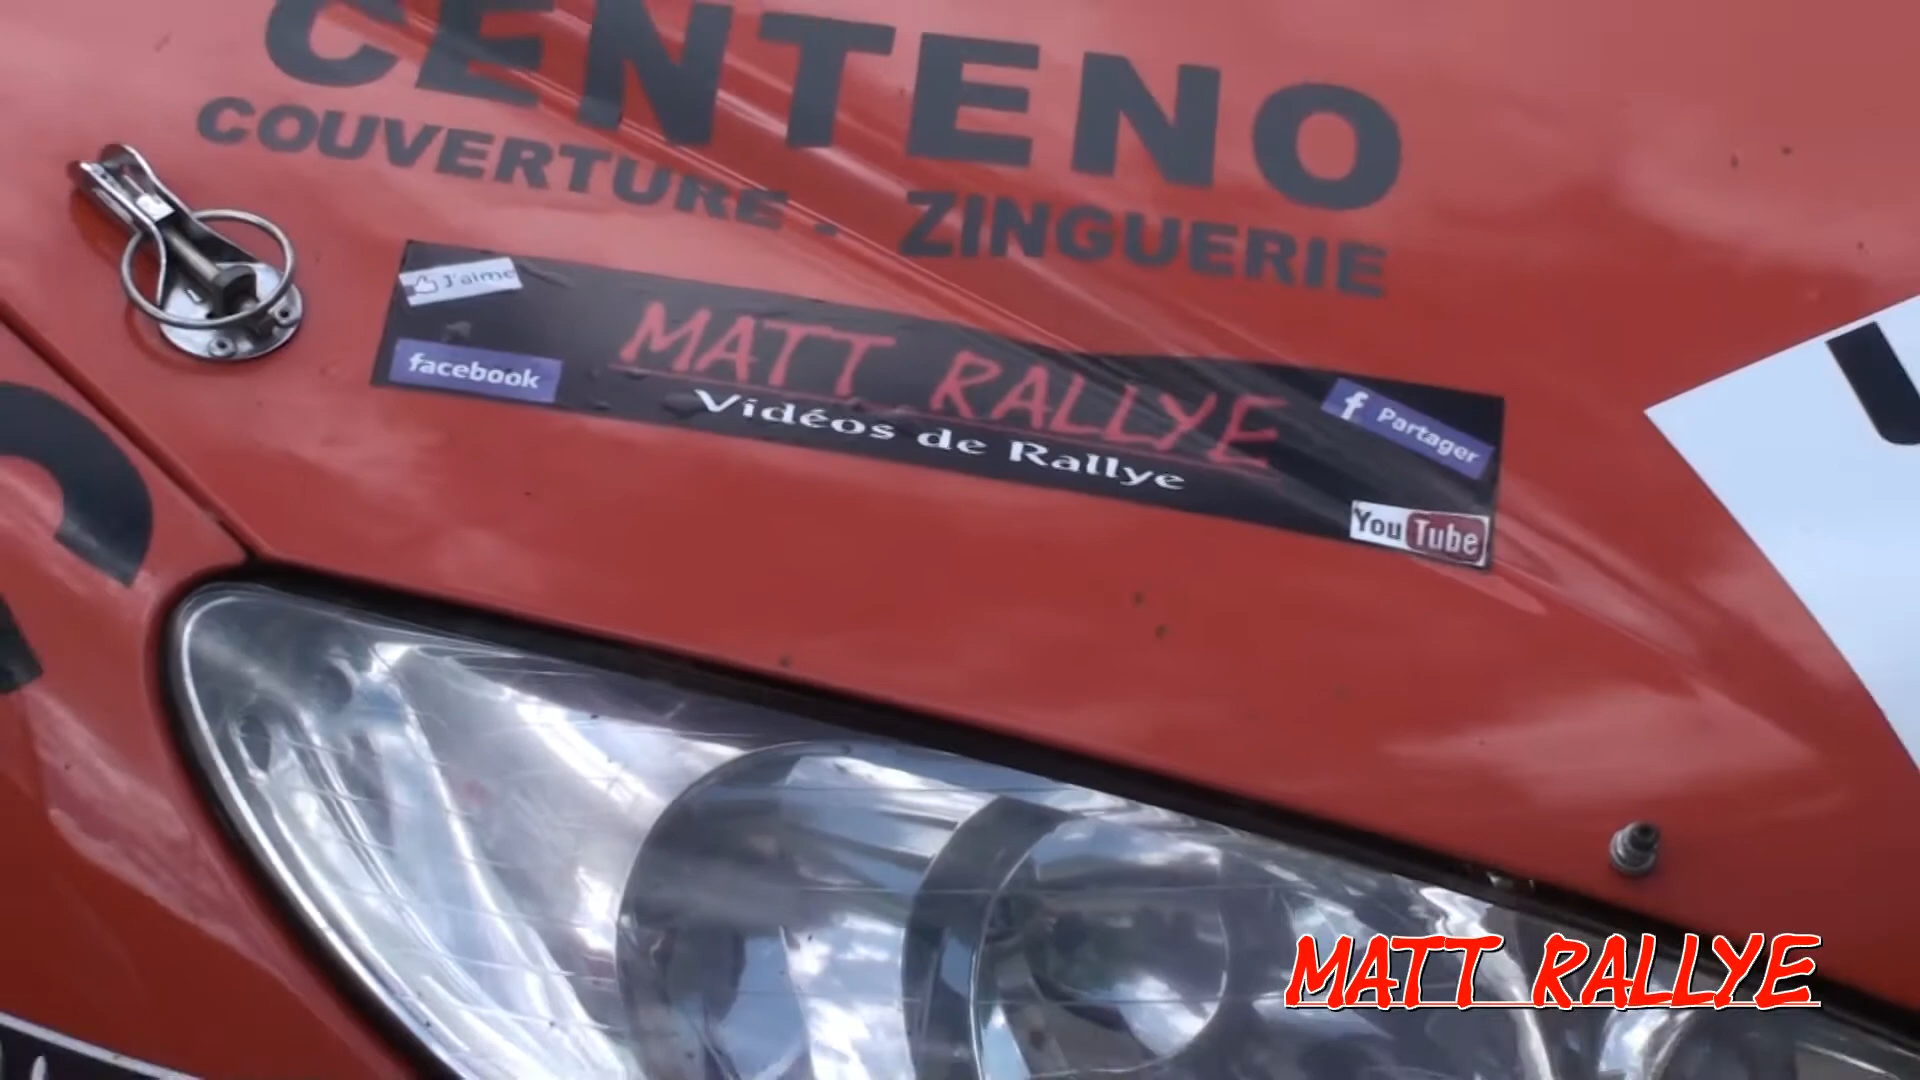 CENTENO
COUVERTURE - ZINGUERIE
J'aime
facebook
MATT RALLYE
Vidéos de Rallye
f Partager
YouTube
MATT RALLYE